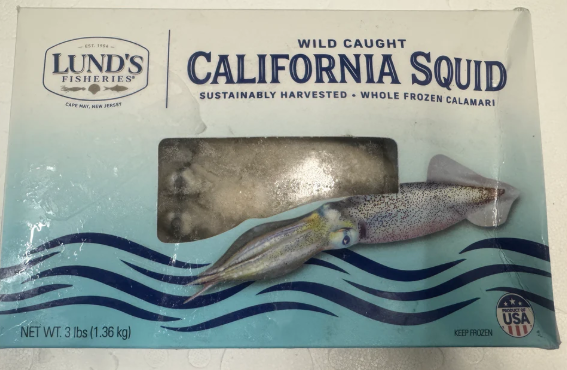 EST. 1954
LUND'S
FISHERIES
CAPE MAY, NEW JERSEY
WILD CAUGHT
CALIFORNIA SQUID
SUSTAINABLY HARVESTED • WHOLE FROZEN CALAMARI
NET WT. 3 lbs (1.36 kg)
KEEP FROZEN
PRODUCT OF
USA